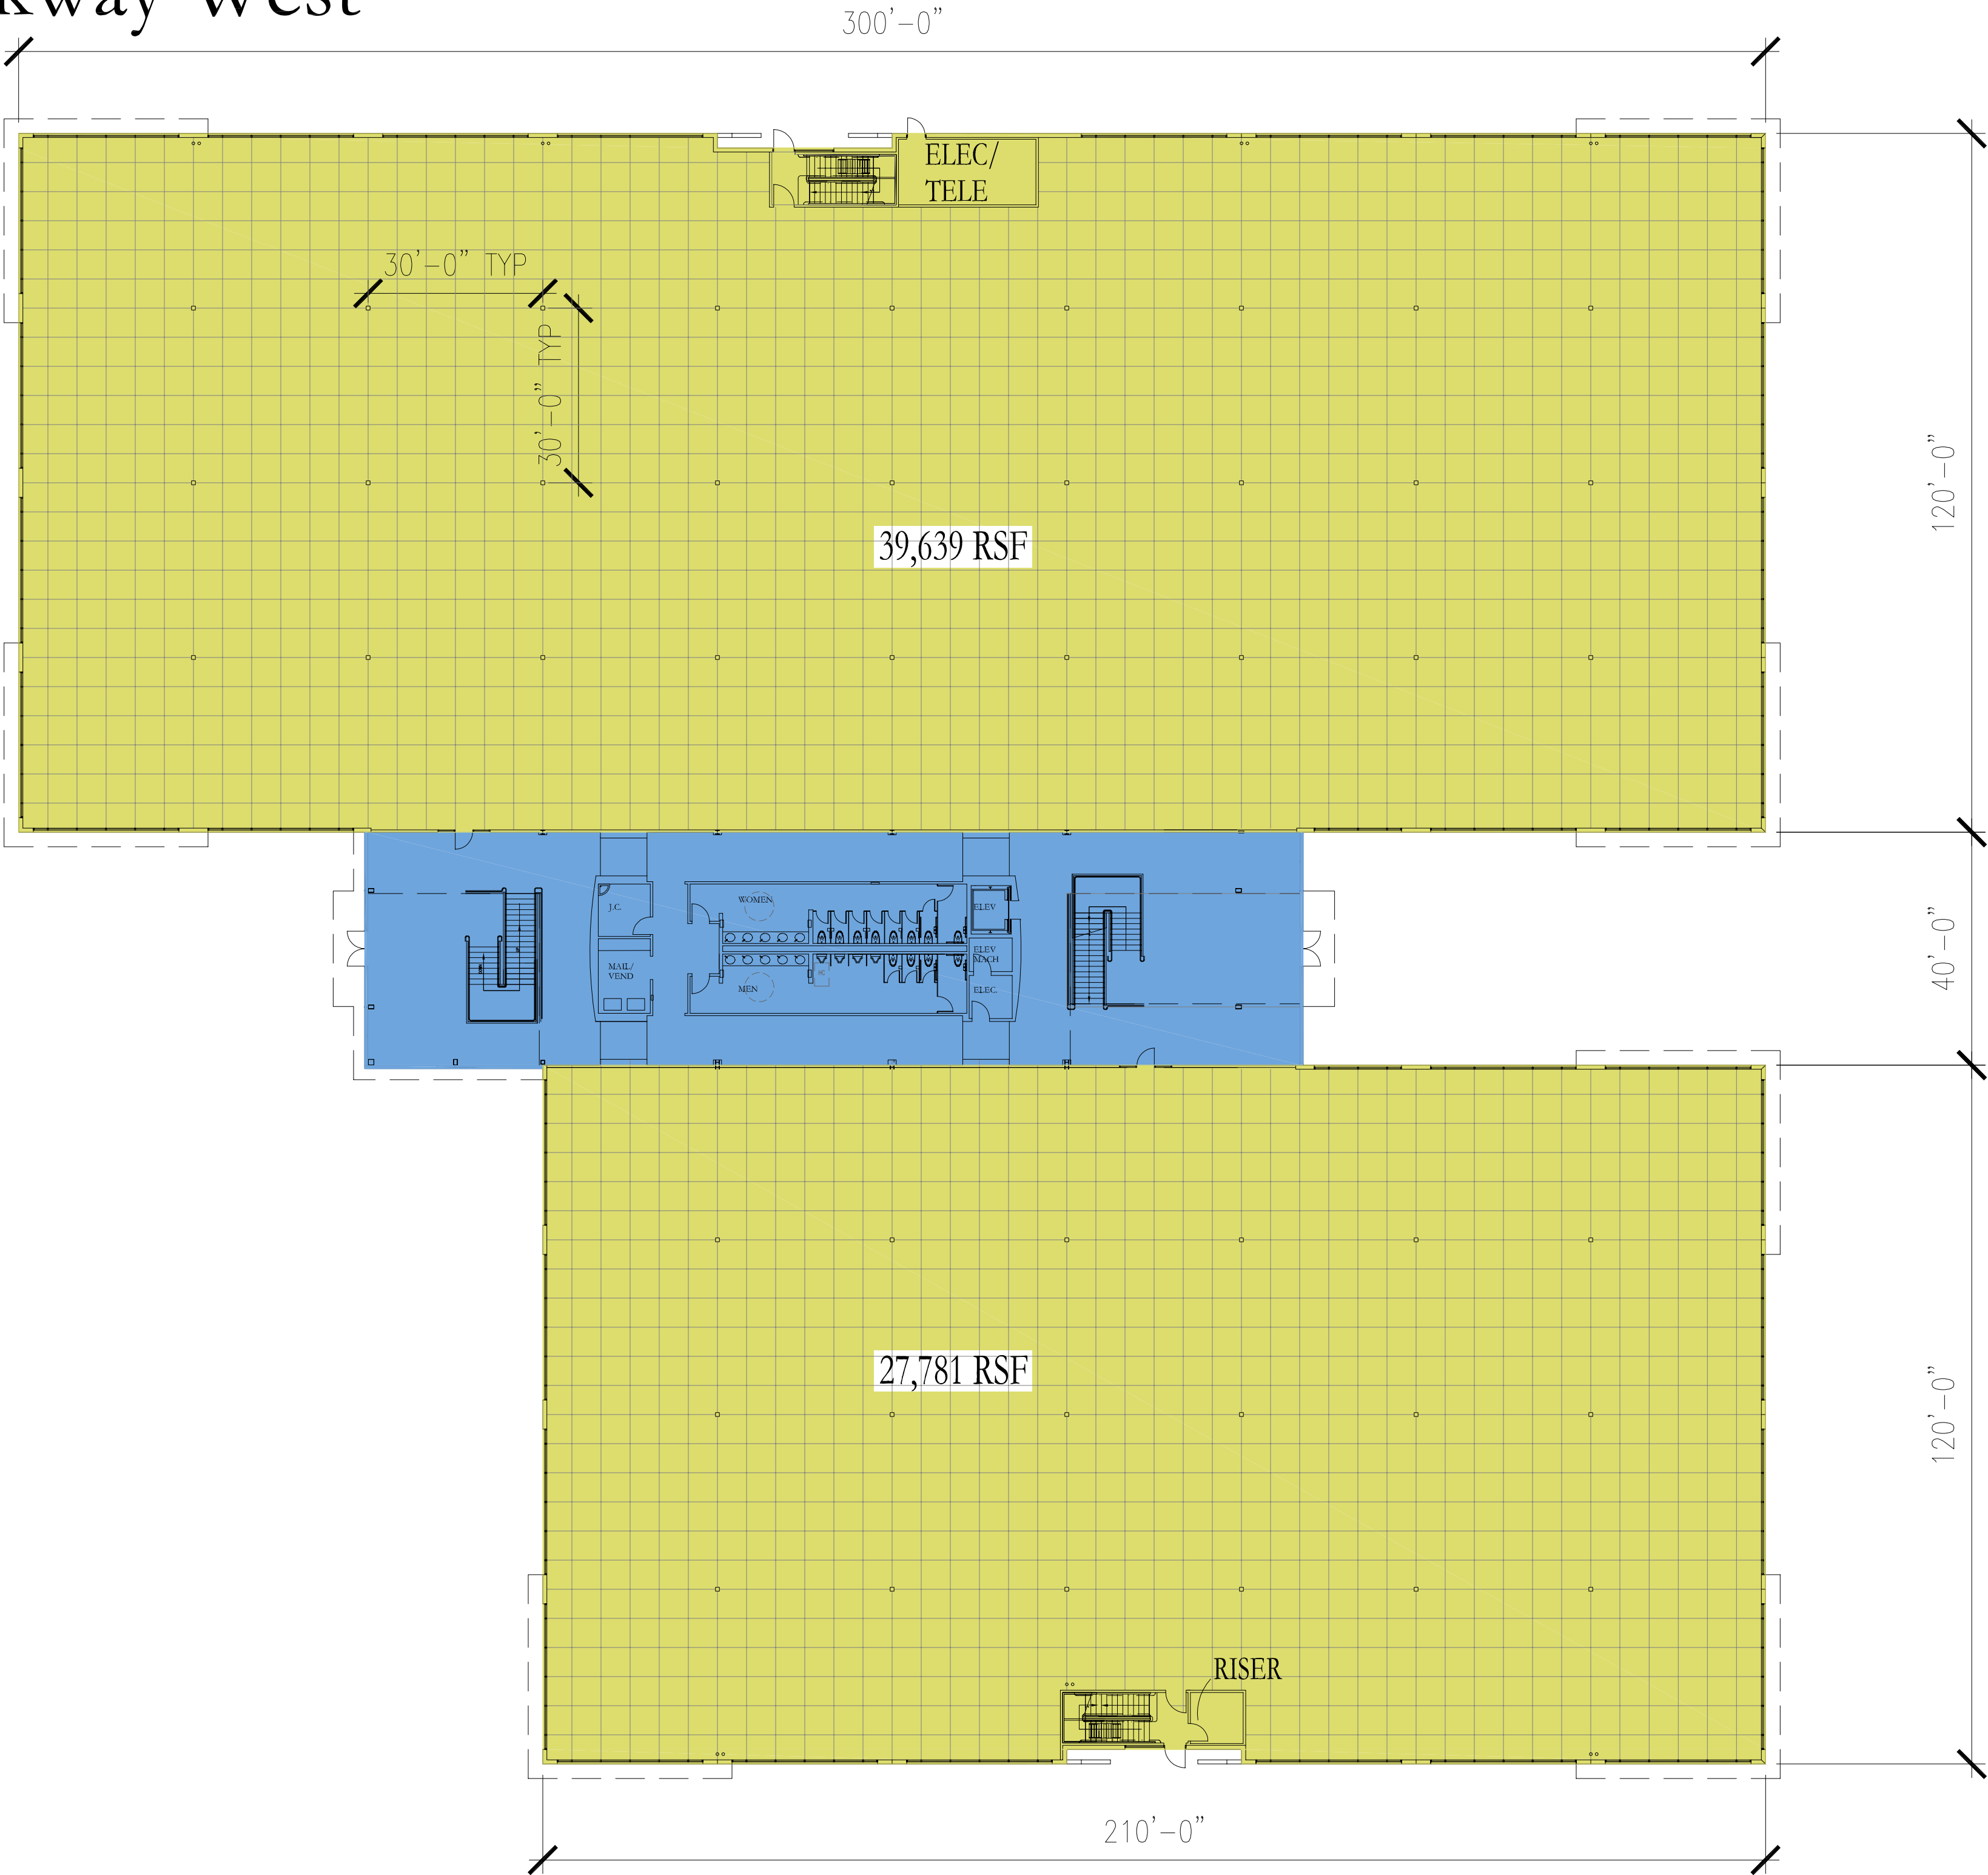 300'-0"
ELEC/
TELE
30'-0" TYP
30'-0" TYP
39,639 RSF
120'-0"
J.C.
WOMEN
ELEV
ELEV
MACH
MAIL/
VEND
MEN
HC
ELEC.
40'-0"
27,781 RSF
120'-0"
RISER
210'-0"